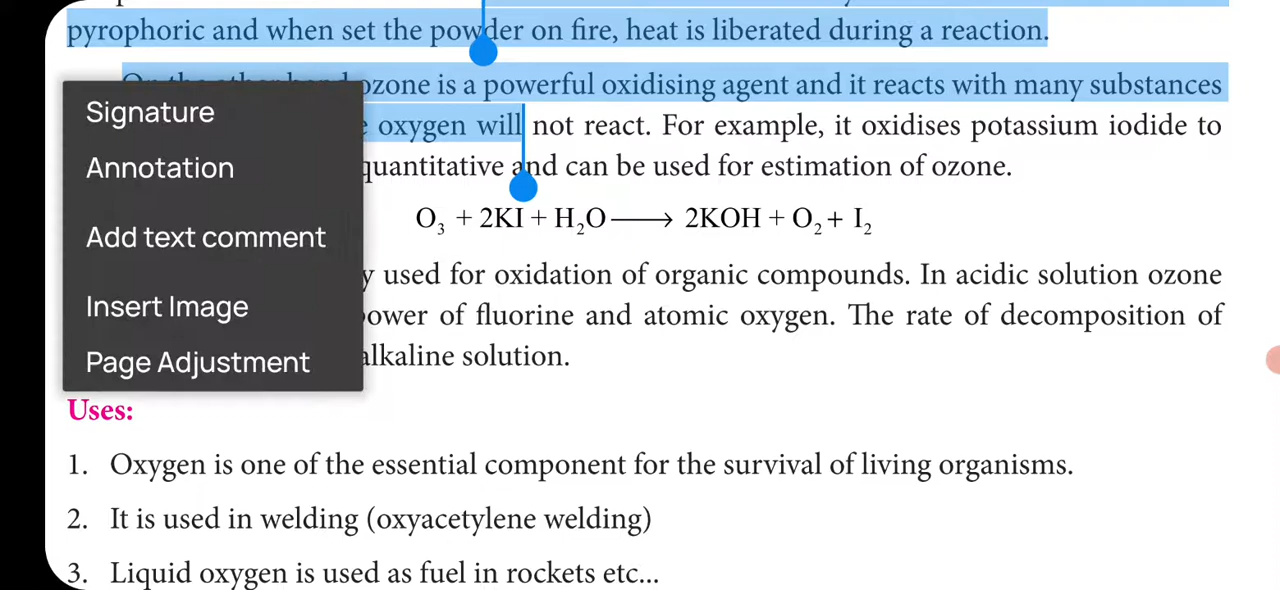 pyrophoric and when set the powder on fire, heat is liberated during a reaction.
ozone is a powerful oxidising agent and it reacts with many substances
oxygen will not react. For example, it oxidises potassium iodide to
quantitative and can be used for estimation of ozone.
O₃ + 2KI + H₂O ⟶ 2KOH + O₂ + I₂
used for oxidation of organic compounds. In acidic solution ozone
of fluorine and atomic oxygen. The rate of decomposition of
alkaline solution.
Signature
Annotation
Add text comment
Insert Image
Page Adjustment
Uses:
1. Oxygen is one of the essential component for the survival of living organisms.
2. It is used in welding (oxyacetylene welding)
3. Liquid oxygen is used as fuel in rockets etc...